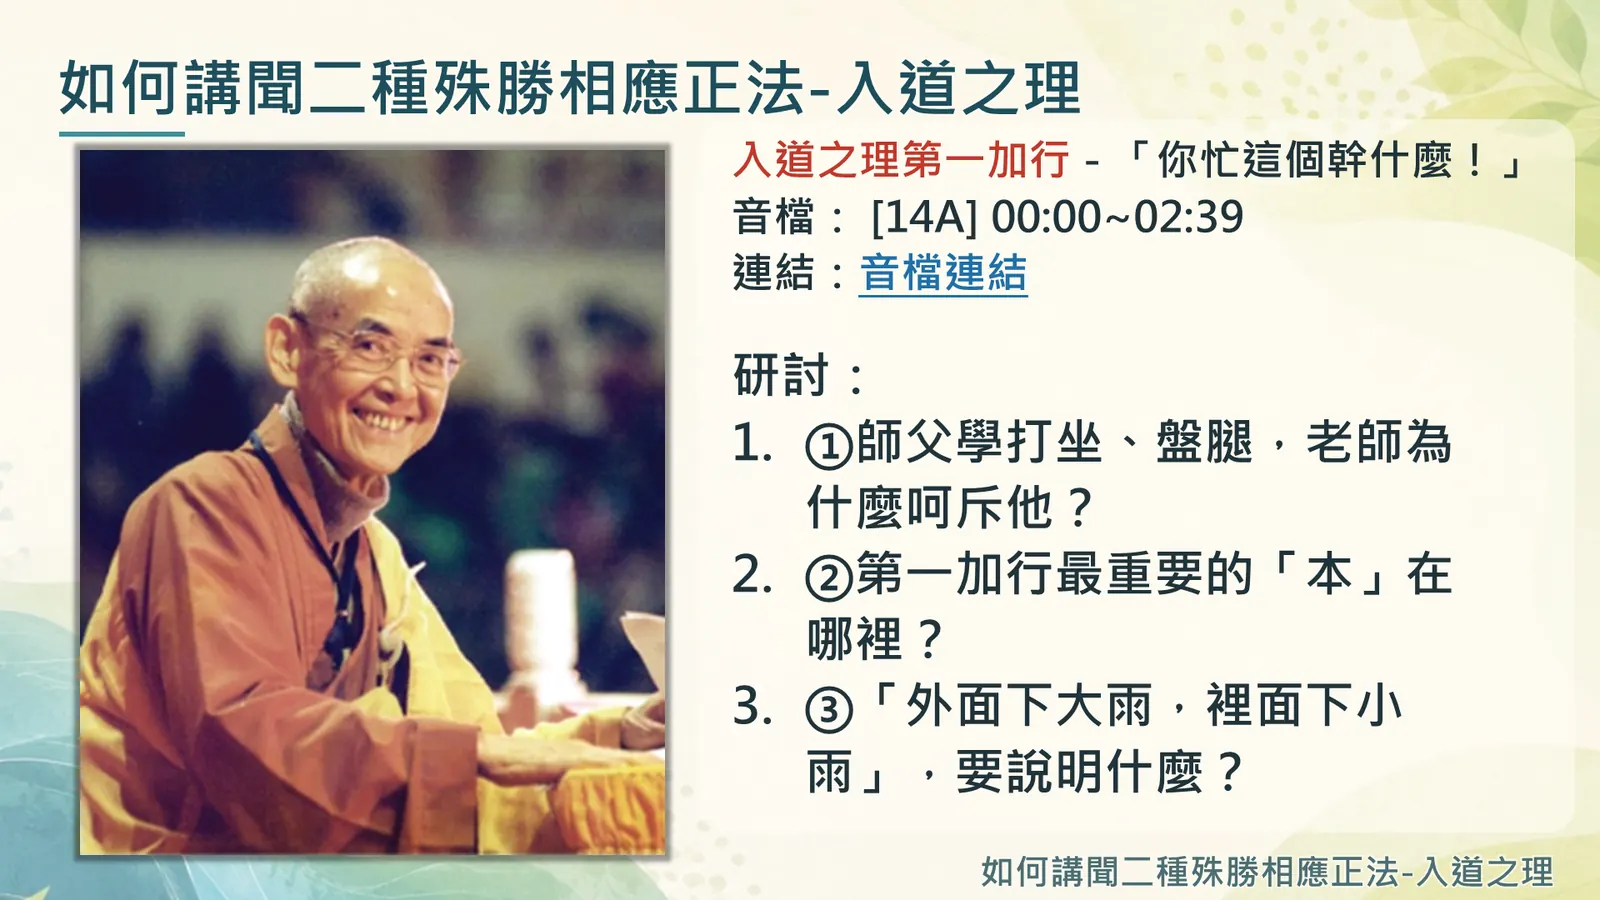 如何講聞二種殊勝相應正法-入道之理
入道之理第一加行 - 「你忙這個幹什麼！」
音檔： [14A] 00:00~02:39
連結：音檔連結
研討：
1. ①師父學打坐、盤腿，老師為
什麼呵斥他？
2. ②第一加行最重要的「本」在
哪裡？
3. ③「外面下大雨，裡面下小
雨」，要說明什麼？
如何講聞二種殊勝相應正法-入道之理